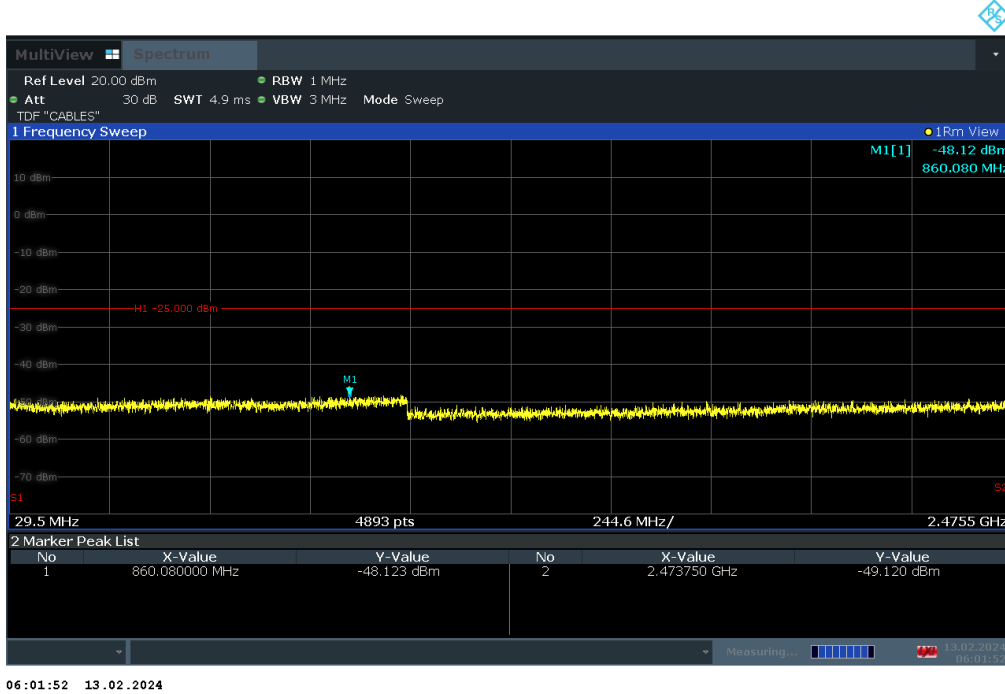 R&S
MultiView Spectrum
Ref Level 20.00 dBm RBW 1 MHz
Att 30 dB SWT 4.9 ms VBW 3 MHz Mode Sweep
TDF "CABLES"
1 Frequency Sweep 1Rm View
M1[1] -48.12 dBm
860.080 MHz
10 dBm
0 dBm
-10 dBm
-20 dBm
H1 -25.000 dBm
-30 dBm
-40 dBm
M1
-60 dBm
-70 dBm
S1
29.5 MHz 4893 pts 244.6 MHz/ 2.4755 GHz
2 Marker Peak List
No X-Value Y-Value No X-Value Y-Value
1 860.080000 MHz -48.123 dBm 2 2.473750 GHz -49.120 dBm
Measuring... 13.02.2024
06:01:52
06:01:52 13.02.2024